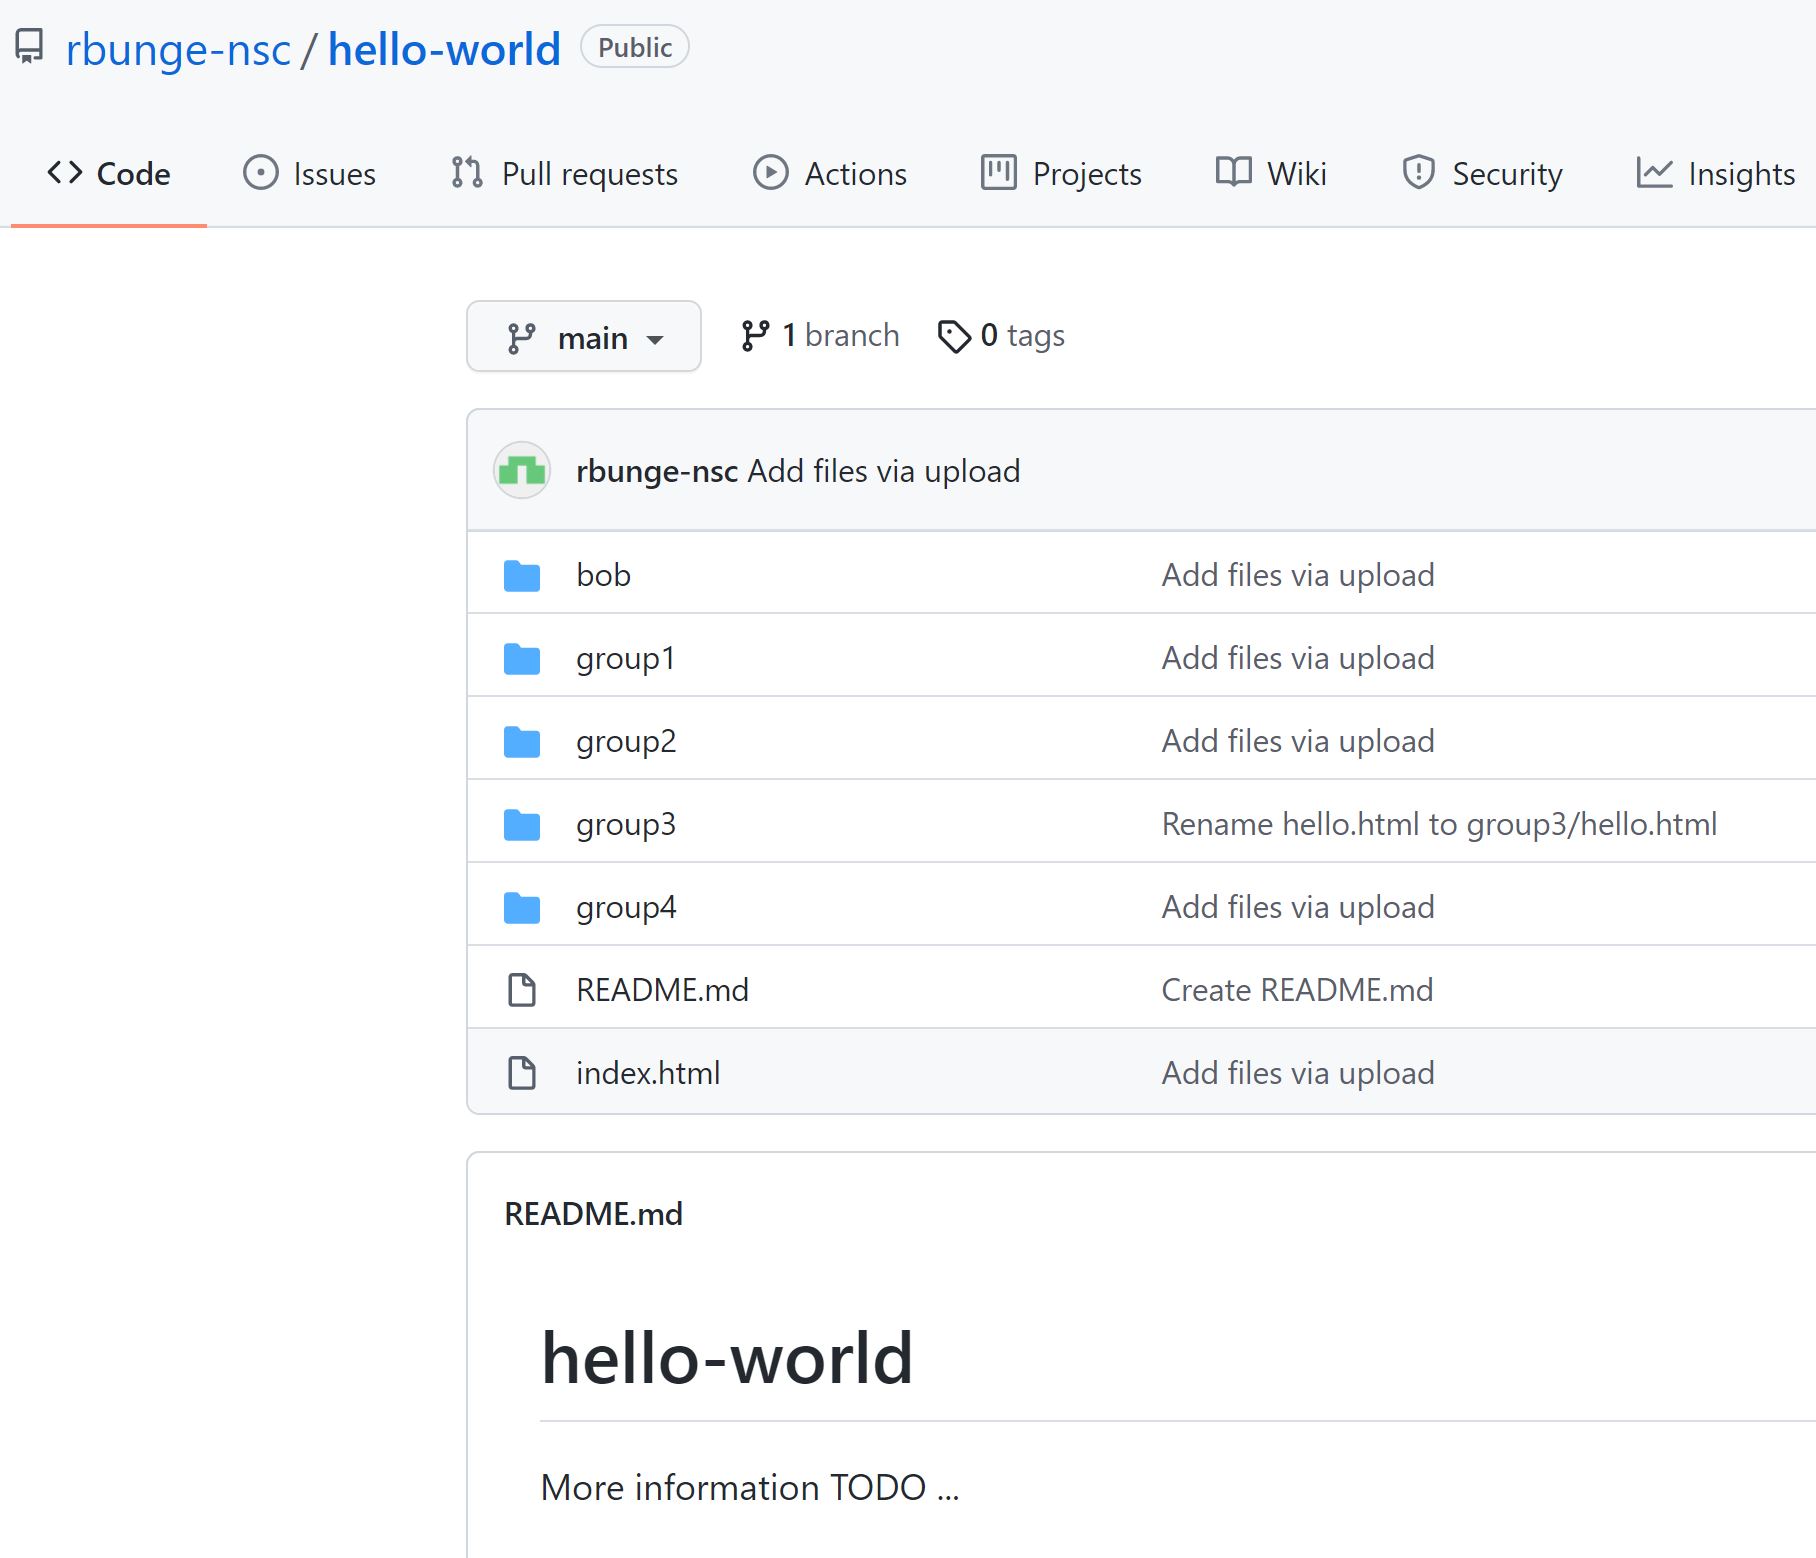 rbunge-nsc / hello-world Public
Code Issues Pull requests Actions Projects Wiki Security Insights
main 1 branch 0 tags
rbunge-nsc Add files via upload
bob Add files via upload
group1 Add files via upload
group2 Add files via upload
group3 Rename hello.html to group3/hello.html
group4 Add files via upload
README.md Create README.md
index.html Add files via upload
README.md
hello-world
More information TODO ...